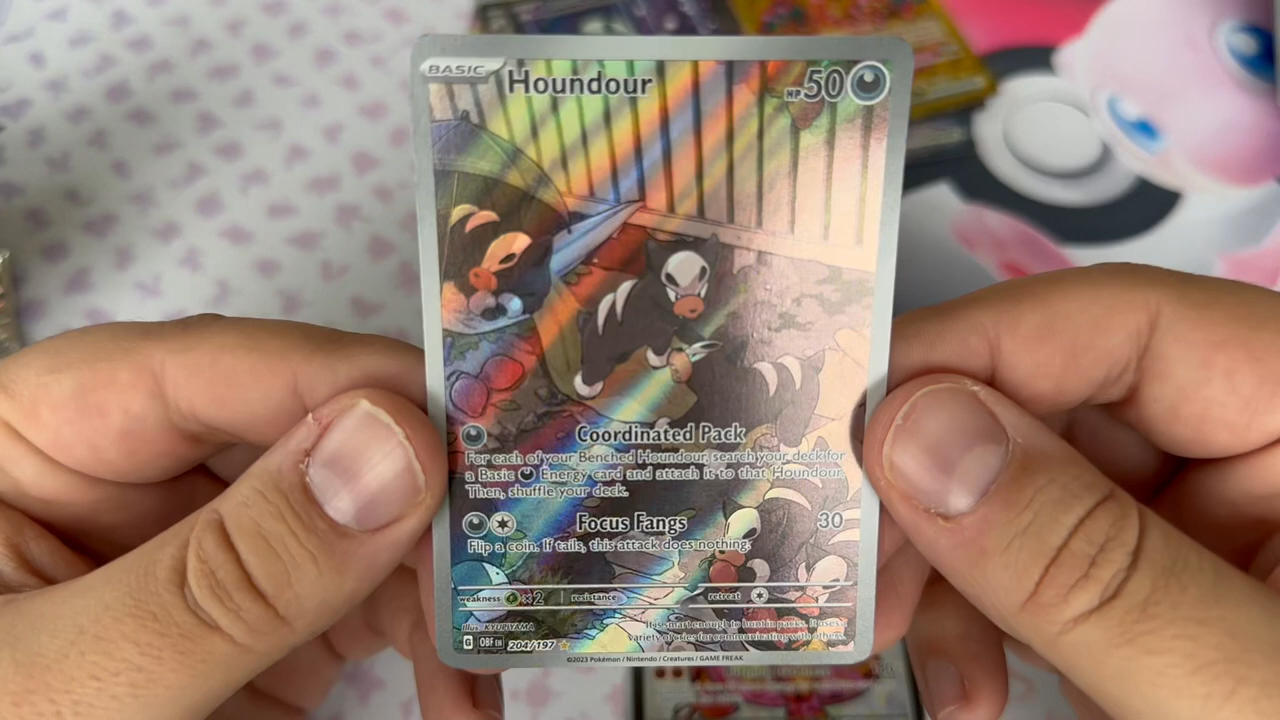 BASIC Houndour HP 50
Coordinated Pack
For each of your Benched Houndour, search your deck for
a Basic Energy card and attach it to that Houndour.
Then, shuffle your deck.
Focus Fangs 30
Flip a coin. If tails, this attack does nothing.
weakness ×2 resistance retreat
Illus. KYUPIYAMA
It is smart enough to hunt in packs. It uses a
variety of cries for communicating with others.
G OBF EN 204/197
©2023 Pokémon / Nintendo / Creatures / GAME FREAK